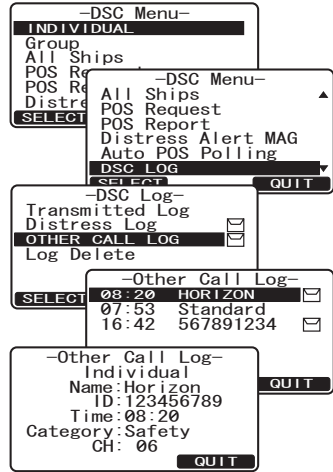 –DSC Menu–
INDIVIDUAL
Group
All Ships
POS
POS Re
Distre
SELECT
–DSC Menu–
All Ships
POS Request
POS Report
Distress Alert MAG
Auto POS Polling
DSC LOG
SELECT
QUIT
–DSC Log–
Transmitted Log
Distress Log
OTHER CALL LOG
Log Delete
SELECT
–Other Call Log–
08:20 HORIZON
07:53 Standard
16:42 567891234
QUIT
–Other Call Log–
Individual
Name:Horizon
ID:123456789
Time:08:20
Category:Safety
CH: 06
QUIT